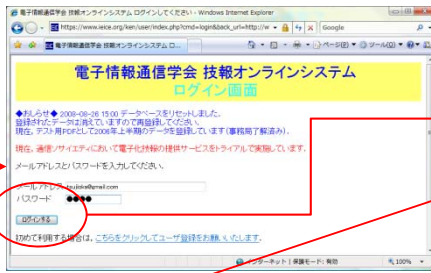 電子情報通信学会 技報オンラインシステム ログインしてください - Windows Internet Explorer
https://www.ieice.org/ken/user/index.php?cmd=login&back_url=http://w
Google
電子情報通信学会 技報オンラインシステム ロ...
ページ(P) ツール(O)
電子情報通信学会 技報オンラインシステム
ログイン画面
◆お知らせ◆ 2008-08-26 15:00 データベースをリセットしました.
登録されたデータは消えていますので再登録してください.
現在, テスト用PDFとして2008年上半期のデータを登録しています(事務局了解済み).
現在, 通信ソサイエティにおいて電子化技報の提供サービスをトライアルで実施しています.
メールアドレスとパスワードを入力してください.
メールアドレス
パスワード ●●●●
ログインする
初めて利用する場合は, こちらをクリックしてユーザ登録をお願いいたします.
インターネット | 保護モード: 有効 100%